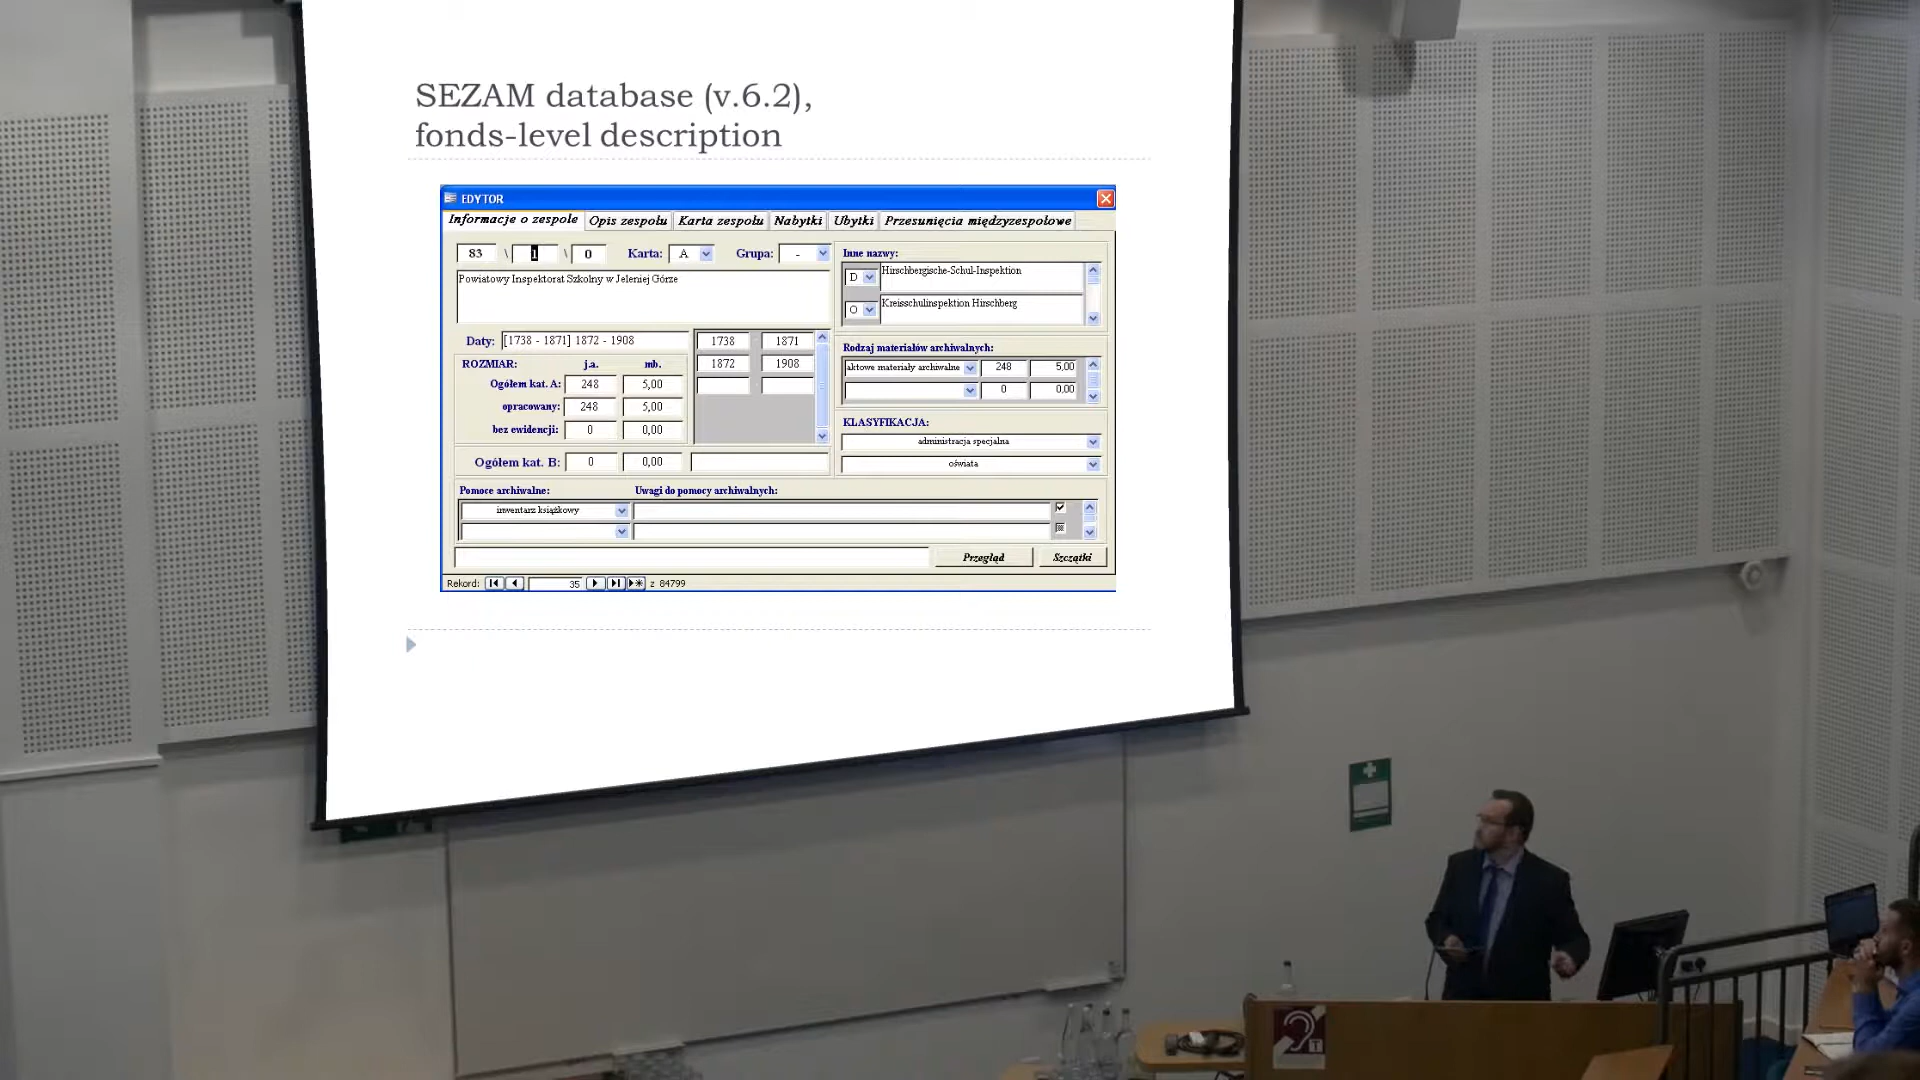 SEZAM database (v.6.2),
fonds-level description
EDYTOR
Informacje o zespole Opis zespołu Karta zespołu Nabytki Ubytki Przesunięcia międzyzespołowe
83 \ 1 \ 0 Karta: A Grupa: -
Powiatowy Inspektorat Szkolny w Jeleniej Górze
Daty: [1738 - 1871] 1872 - 1908
1738 1871
1872 1908
ROZMIAR: j.a. mb.
Ogółem kat. A: 248 5,00
opracowany: 248 5,00
bez ewidencji: 0 0,00
Ogółem kat. B: 0 0,00
Inne nazwy:
D Hirschbergische-Schul-Inspektion
O Kreisschulinspektion Hirschberg
Rodzaj materiałów archiwalnych:
aktowe materiały archiwalne 248 5,00
0 0,00
KLASYFIKACJA:
administracja specjalna
oświata
Pomoce archiwalne: Uwagi do pomocy archiwalnych:
inwentarz książkowy
Przegląd Szczątki
Rekord: 35 z 84799
T